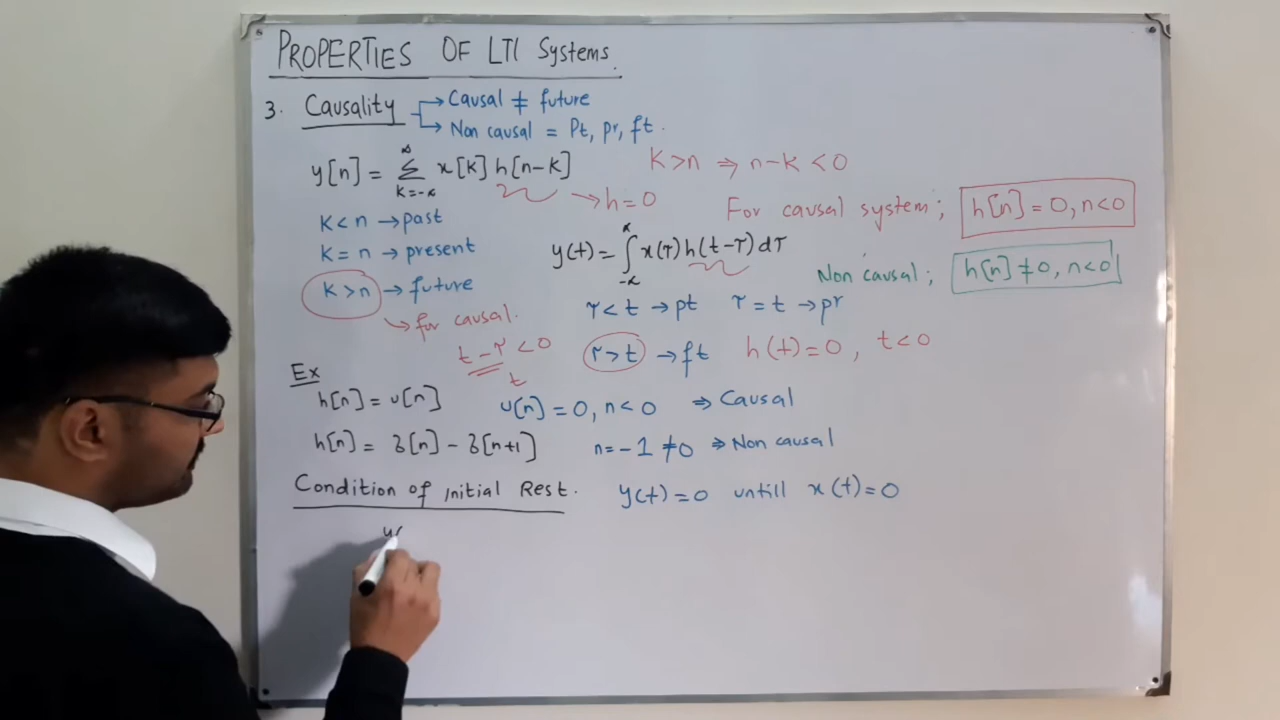 PROPERTIES OF LTI Systems.
3. Causality → Causal ≠ future
→ Non causal = Pt, pr, ft.
y[n] = ∞ Σ k=-∞ x[k] h[n-k]
k>n ⇒ n-k <0
→ h=0
For causal system; h[n] = 0, n<0
k<n → past
k=n → present
k>n → future
→ for causal.
y(t) = ∞ ∫ -∞ x(τ) h(t-τ) dτ
Non causal; h[n] ≠0, n<0
τ<t → pt τ=t → pr
t-τ <0
t
τ>t → ft h(t)=0, t<0
Ex
h[n] = u[n] u[n] = 0, n<0 ⇒ Causal
h[n] = δ[n] - δ[n+1] n=-1 ≠0 ⇒ Non causal
Condition of Initial Rest. y(t)=0 untill x(t)=0
y(